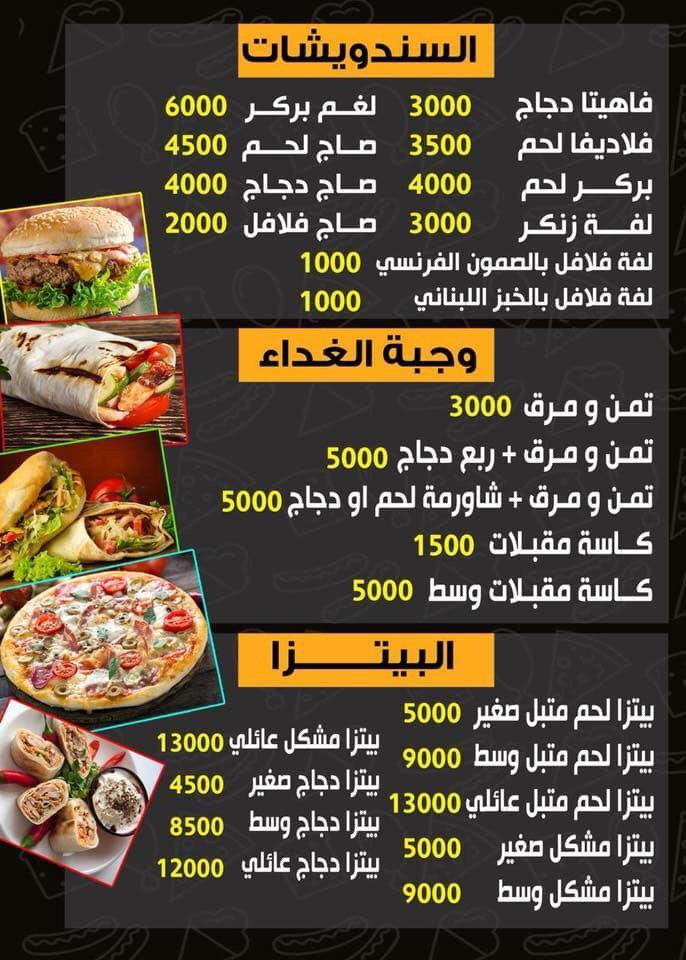 السندويشات
فاهيتا دجاج 3000
فلاديفا لحم 3500
بركر لحم 4000
لفة زنكر 3000
لغم بركر 6000
صاج لحم 4500
صاج دجاج 4000
صاج فلافل 2000
لفة فلافل بالصمون الفرنسي 1000
لفة فلافل بالخبز اللبناني 1000
وجبة الغداء
تمن و مرق 3000
تمن و مرق + ربع دجاج 5000
تمن و مرق + شاورمة لحم او دجاج 5000
كاسة مقبلات 1500
كاسة مقبلات وسط 5000
البيتزا
بيتزا لحم متبل صغير 5000
بيتزا لحم متبل وسط 9000
بيتزا لحم متبل عائلي 13000
بيتزا مشكل صغير 5000
بيتزا مشكل وسط 9000
بيتزا مشكل عائلي 13000
بيتزا دجاج صغير 4500
بيتزا دجاج وسط 8500
بيتزا دجاج عائلي 12000